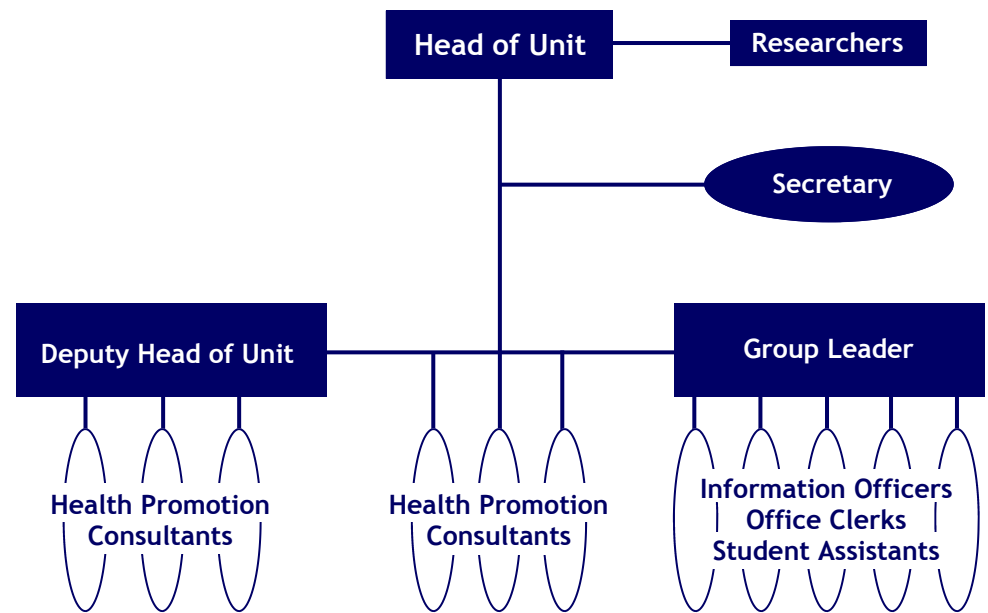 Head of Unit
Researchers
Secretary
Deputy Head of Unit
Group Leader
Health Promotion
Consultants
Health Promotion
Consultants
Information Officers
Office Clerks
Student Assistants